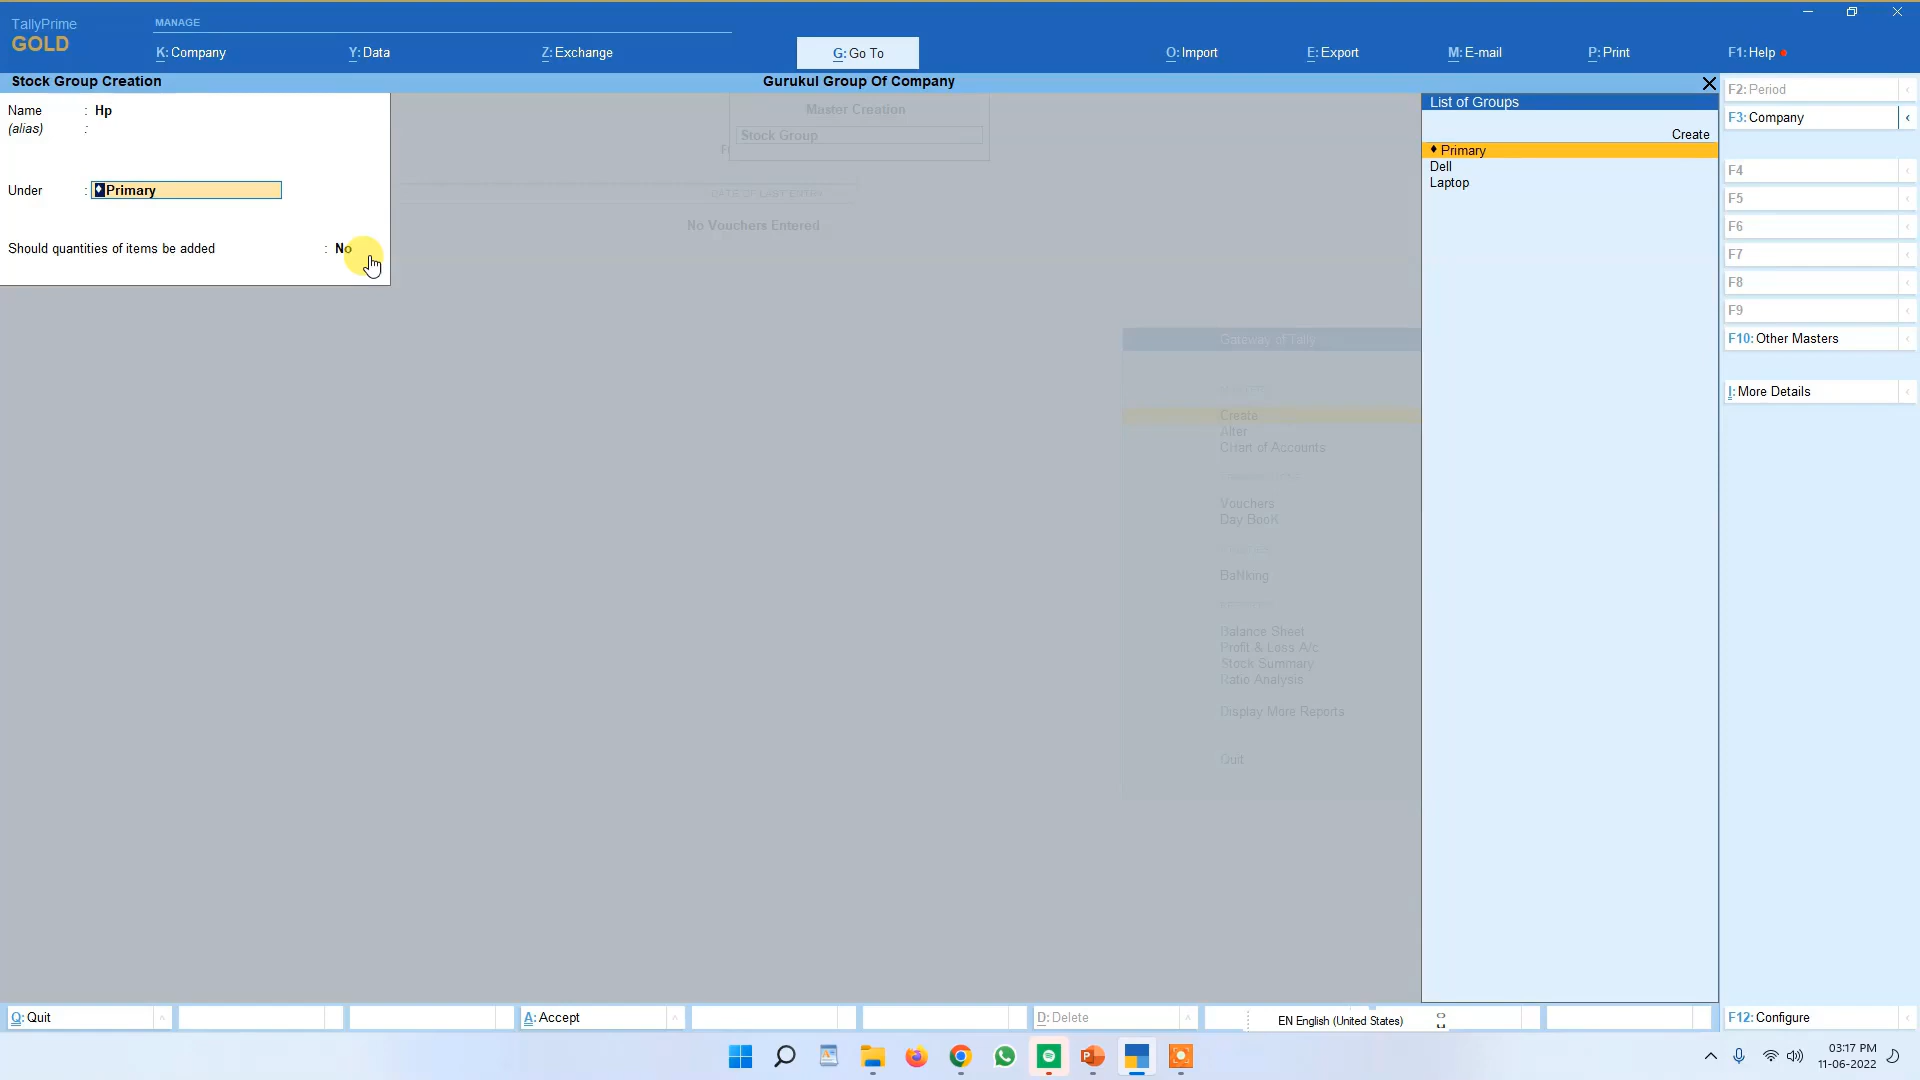 TallyPrime
GOLD
MANAGE
K: Company
Y: Data
Z: Exchange
G: Go To
O: Import
E: Export
M: E-mail
P: Print
F1: Help
Stock Group Creation
Gurukul Group Of Company
Name : Hp
(alias) :
Under : ♦ Primary
Should quantities of items be added : No
Master Creation
Stock Group
DATE OF LAST ENTRY
No Vouchers Entered
Gateway of Tally
Create
Alter
CHart of Accounts
Vouchers
Day BooK
BaNking
Balance Sheet
Profit & Loss A/c
Stock Summary
Ratio Analysis
Display More Reports
Quit
List of Groups
Create
♦ Primary
Dell
Laptop
F2: Period
F3: Company
F4
F5
F6
F7
F8
F9
F10: Other Masters
I: More Details
Q: Quit
A: Accept
D: Delete
EN English (United States)
F12: Configure
03:17 PM
11-06-2022